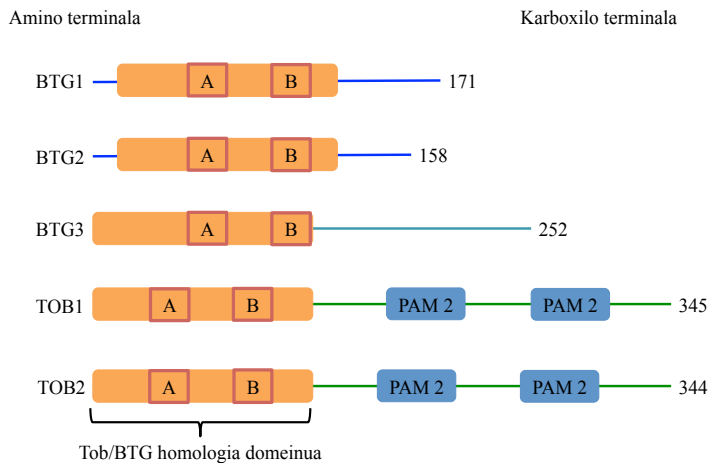 Amino terminala Karboxilo terminala
BTG1 A B 171
BTG2 A B 158
BTG3 A B 252
TOB1 A B PAM 2 PAM 2 345
TOB2 A B PAM 2 PAM 2 344
Tob/BTG homologia domeinua